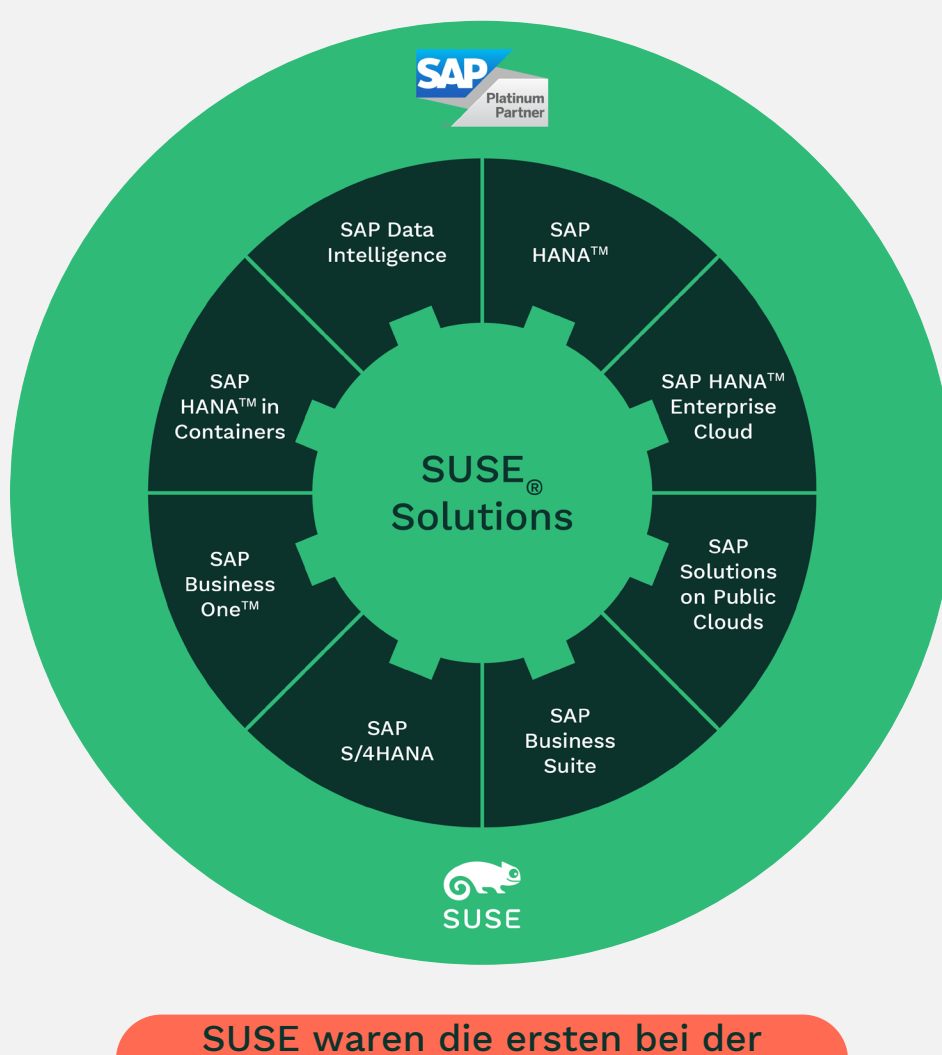 SAP
Platinum
Partner
SAP Data
Intelligence
SAP
HANA™
SAP
HANA™ in
Containers
SAP HANA™
Enterprise
Cloud
SUSE®
Solutions
SAP
Business
One™
SAP
Solutions
on Public
Clouds
SAP
S/4HANA
SAP
Business
Suite
SUSE
SUSE waren die ersten bei der